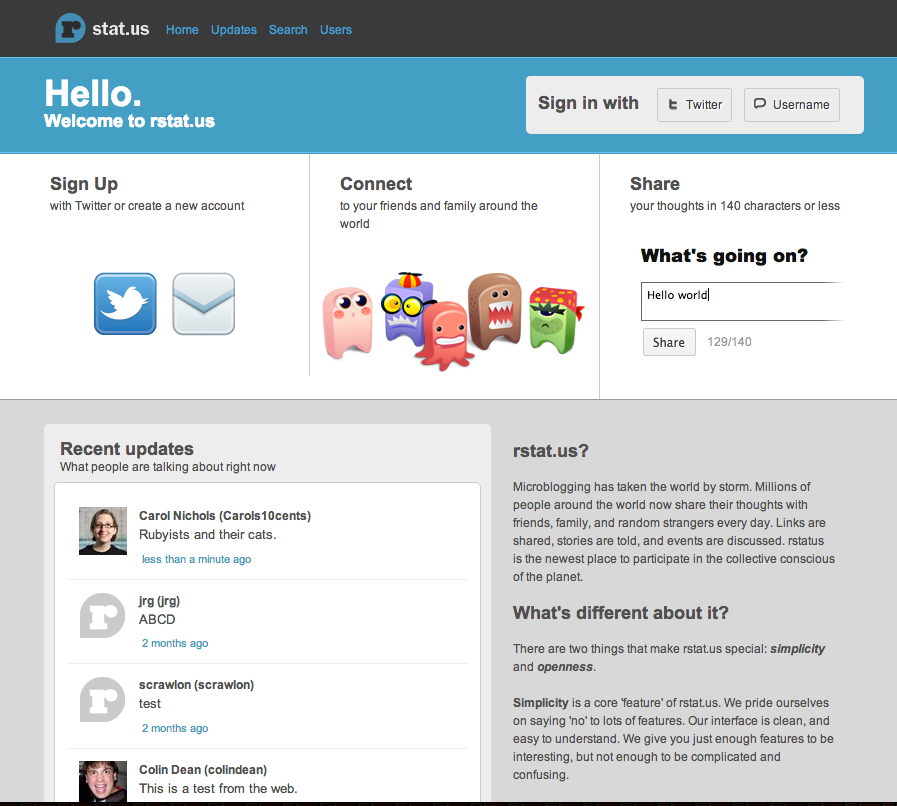 r stat.us Home Updates Search Users
Hello.
Welcome to rstat.us
Sign in with Twitter Username
Sign Up
with Twitter or create a new account
Connect
to your friends and family around the
world
Share
your thoughts in 140 characters or less
What's going on?
Hello world
Share 129/140
Recent updates
What people are talking about right now
Carol Nichols (Carols10cents)
Rubyists and their cats.
less than a minute ago
jrg (jrg)
ABCD
2 months ago
scrawlon (scrawlon)
test
2 months ago
Colin Dean (colindean)
This is a test from the web.
rstat.us?
Microblogging has taken the world by storm. Millions of
people around the world now share their thoughts with
friends, family, and random strangers every day. Links are
shared, stories are told, and events are discussed. rstatus
is the newest place to participate in the collective conscious
of the planet.
What's different about it?
There are two things that make rstat.us special: simplicity
and openness.
Simplicity is a core 'feature' of rstat.us. We pride ourselves
on saying 'no' to lots of features. Our interface is clean, and
easy to understand. We give you just enough features to be
interesting, but not enough to be complicated and
confusing.